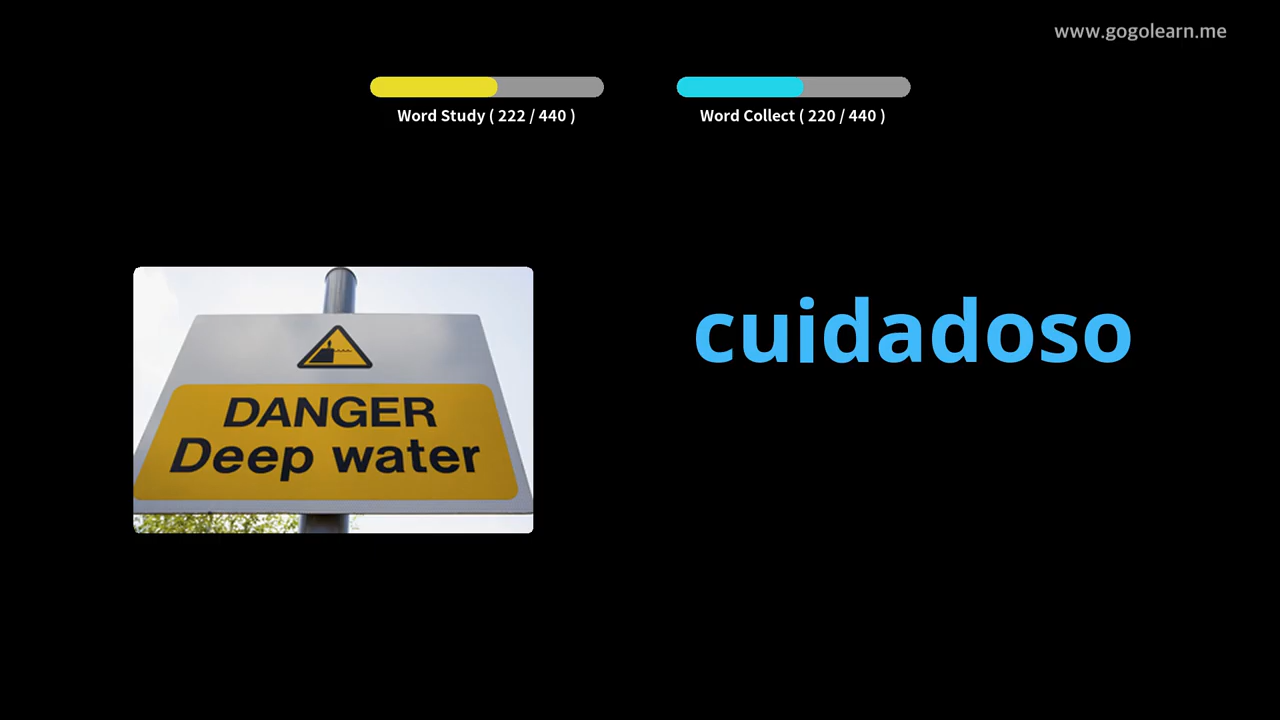 www.gogolearn.me
Word Study ( 222 / 440 )
Word Collect ( 220 / 440 )
DANGER
Deep water
cuidadoso